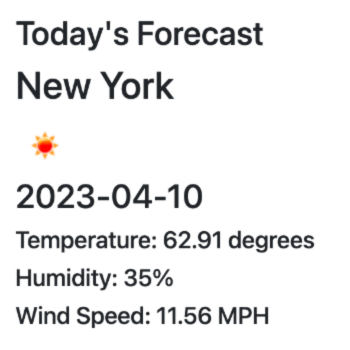 Today's Forecast
New York
2023-04-10
Temperature: 62.91 degrees
Humidity: 35%
Wind Speed: 11.56 MPH